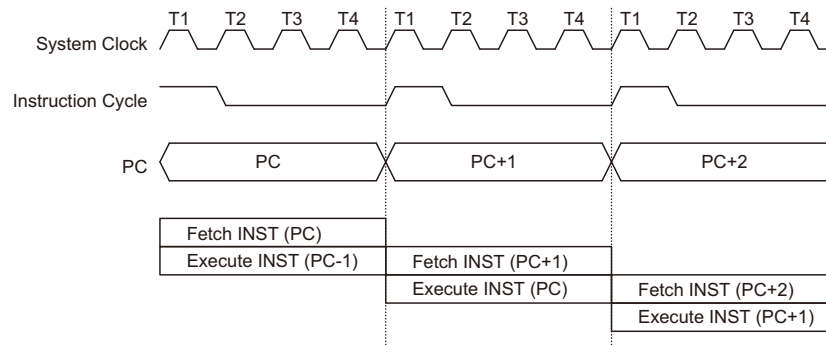 T1 T2 T3 T4 T1 T2 T3 T4 T1 T2 T3 T4
System Clock
Instruction Cycle
PC PC PC+1 PC+2
Fetch INST (PC)
Execute INST (PC-1) Fetch INST (PC+1)
Execute INST (PC) Fetch INST (PC+2)
Execute INST (PC+1)